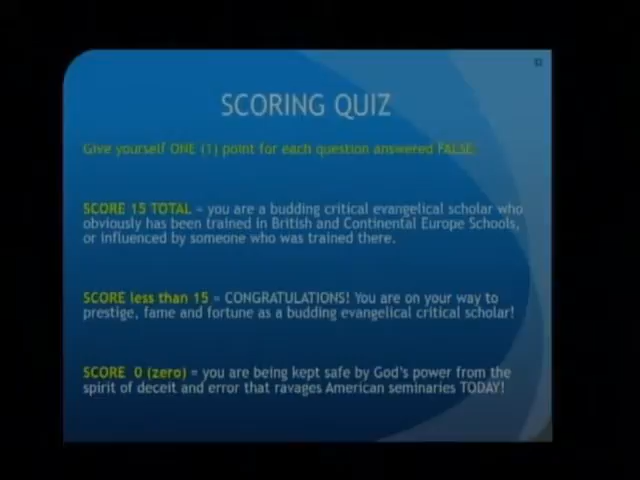 SCORING QUIZ
Give yourself ONE (1) point for each question answered FALSE:
SCORE 15 TOTAL = you are a budding critical evangelical scholar who
obviously has been trained in British and Continental Europe Schools,
or influenced by someone who was trained there.
SCORE less than 15 = CONGRATULATIONS! You are on your way to
prestige, fame and fortune as a budding evangelical critical scholar!
SCORE 0 (zero) = you are being kept safe by God's power from the
spirit of deceit and error that ravages American seminaries TODAY!